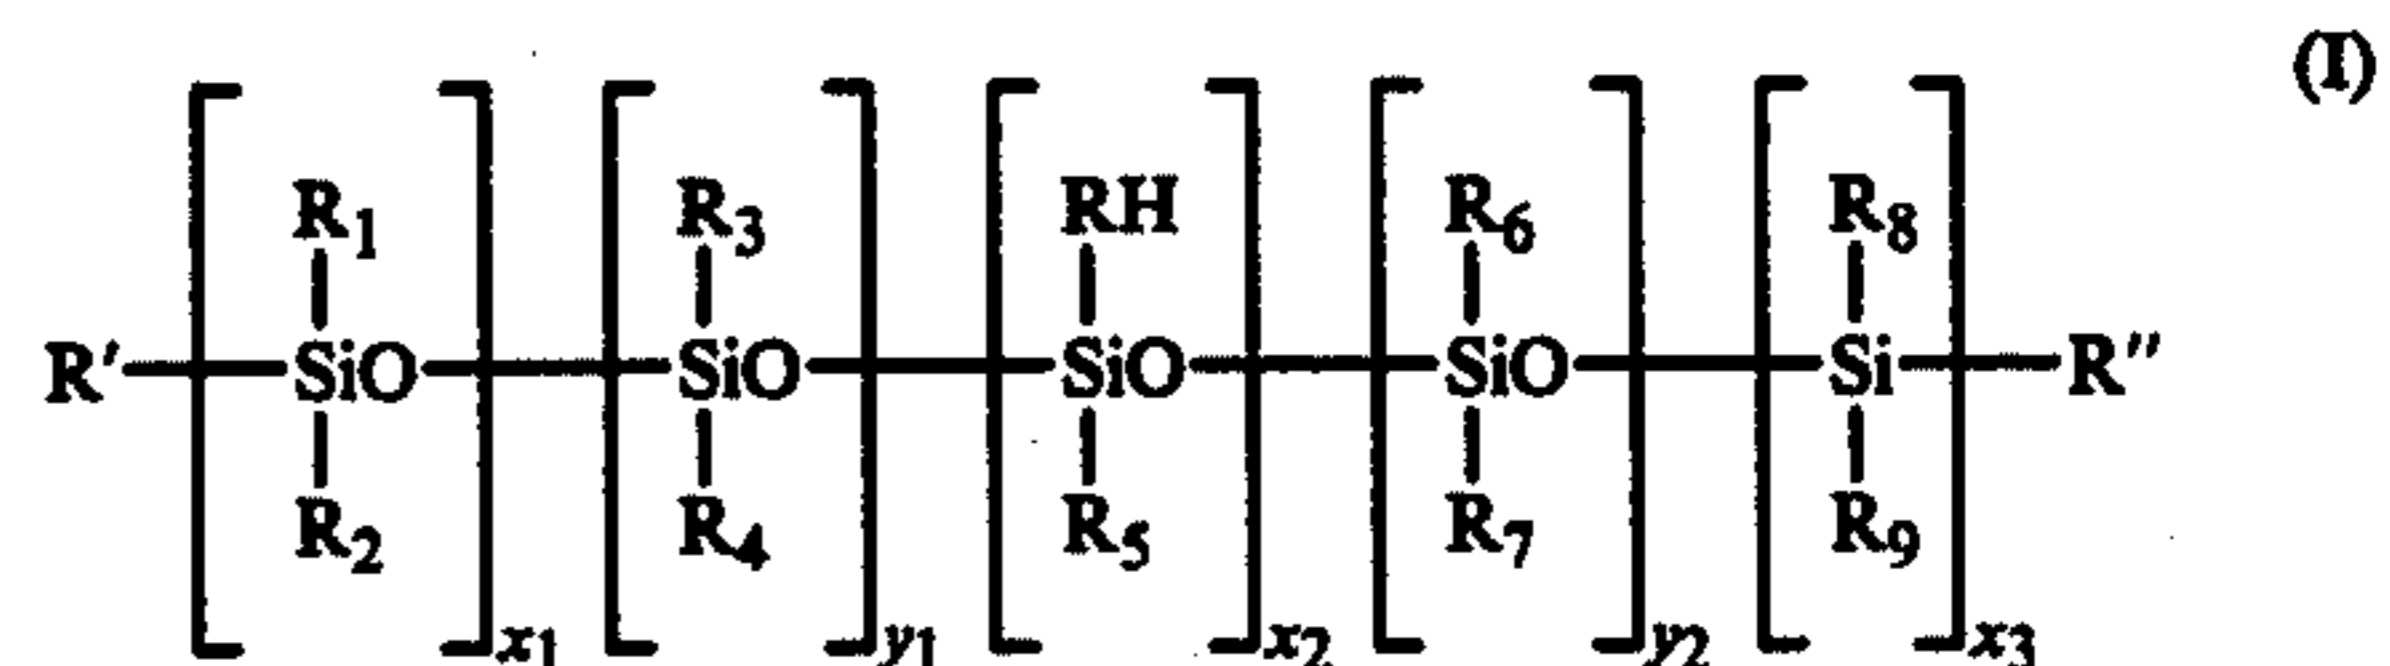 (I)
R₁ R₃ RH R₆ R₈
R′ SiO SiO SiO SiO Si R″
R₂ R₄ R₅ R₇ R₉
x₁ y₁ x₂ y₂ x₃